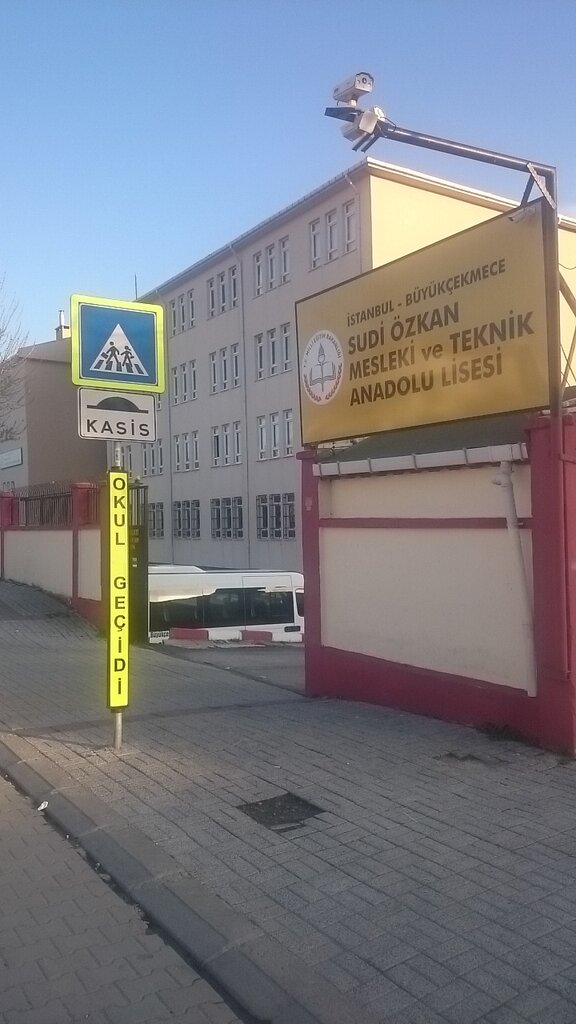 İSTANBUL - BÜYÜKÇEKMECE
SUDİ ÖZKAN
MESLEKİ ve TEKNİK
ANADOLU LİSESİ
KASİS
OKUL GEÇİDİ